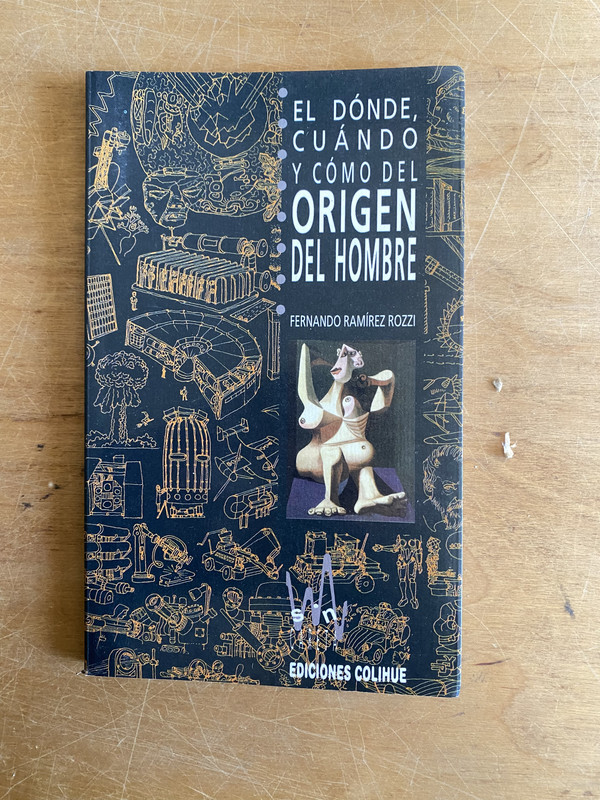 EL DÓNDE,
CUÁNDO
Y CÓMO DEL
ORIGEN
DEL HOMBRE
FERNANDO RAMÍREZ ROZZI
EDICIONES COLIHUE